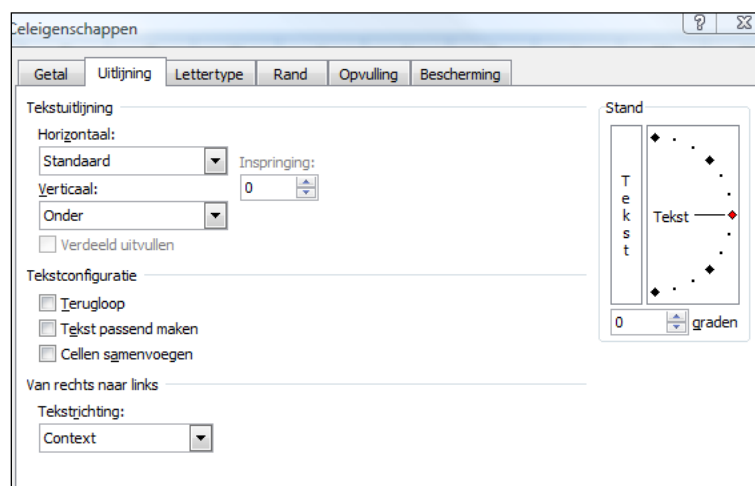 Celeigenschappen
Getal Uitlijning Lettertype Rand Opvulling Bescherming
Tekstuitlijning
Horizontaal:
Standaard
Inspringing:
0
Verticaal:
Onder
Verdeeld uitvullen
Tekstconfiguratie
Terugloop
Tekst passend maken
Cellen samenvoegen
Van rechts naar links
Tekstrichting:
Context
Stand
T
e
k
s
t
Tekst
0 graden